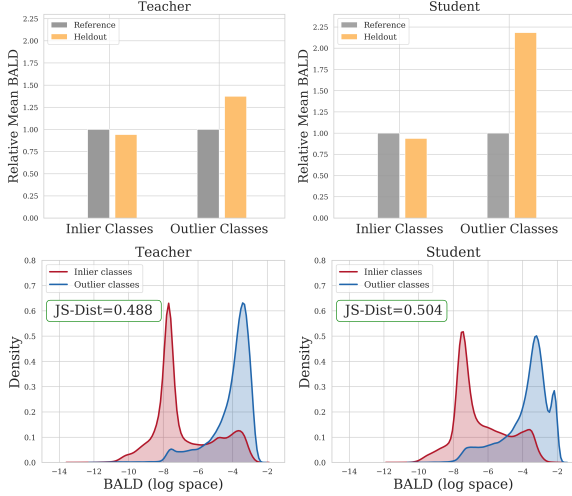 Teacher
Relative Mean BALD
2.25
2.00
1.75
1.50
1.25
1.00
0.75
0.50
0.25
0.00
Reference
Heldout
Inlier Classes Outlier Classes
Student
Relative Mean BALD
2.25
2.00
1.75
1.50
1.25
1.00
0.75
0.50
0.25
0.00
Reference
Heldout
Inlier Classes Outlier Classes
Teacher
Density
0.8
0.7
0.6
0.5
0.4
0.3
0.2
0.1
0.0
Inlier classes
Outlier classes
JS-Dist=0.488
−14 −12 −10 −8 −6 −4 −2
BALD (log space)
Student
Density
0.8
0.7
0.6
0.5
0.4
0.3
0.2
0.1
0.0
Inlier classes
Outlier classes
JS-Dist=0.504
−14 −12 −10 −8 −6 −4 −2
BALD (log space)